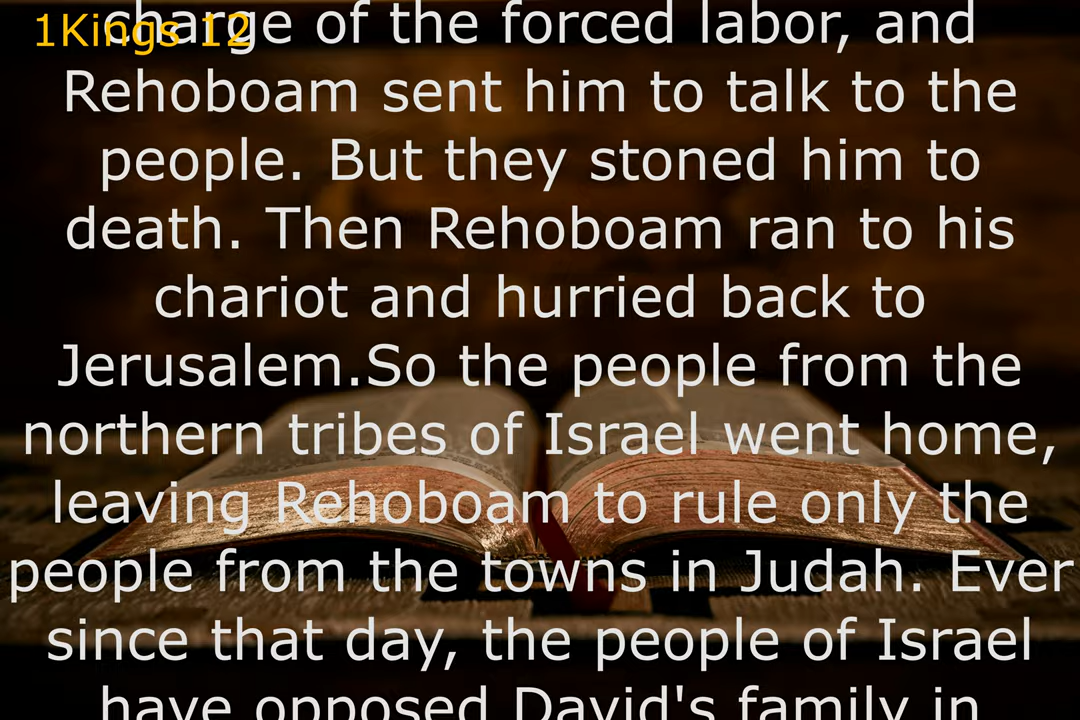 1Kings 12
charge of the forced labor, and
Rehoboam sent him to talk to the
people. But they stoned him to
death. Then Rehoboam ran to his
chariot and hurried back to
Jerusalem.So the people from the
northern tribes of Israel went home,
leaving Rehoboam to rule only the
people from the towns in Judah. Ever
since that day, the people of Israel
have opposed David's family in